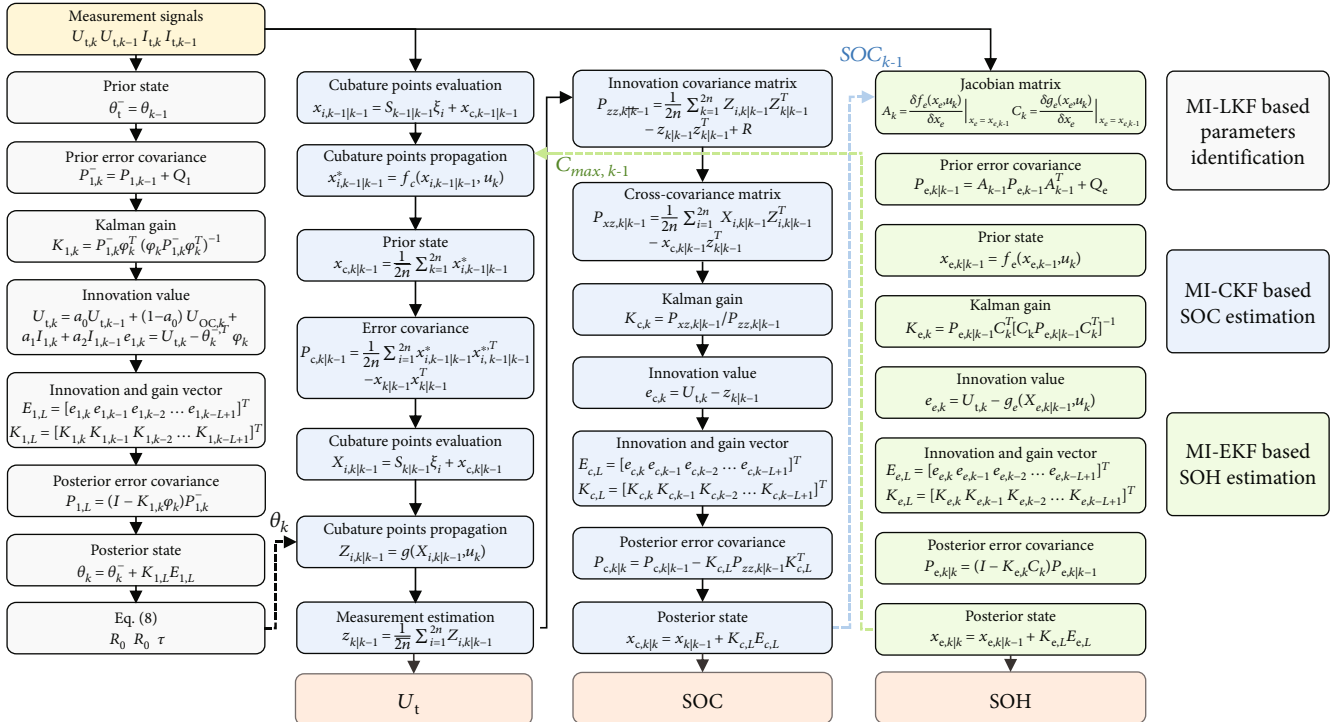 Measurement signals
U_{t,k} U_{t,k−1} I_{t,k} I_{t,k−1}
Prior state
θ_t^− = θ_{k−1}
Prior error covariance
P_{1,k}^− = P_{1,k−1} + Q_1
Kalman gain
K_{1,k} = P_{1,k}^− φ_k^T (φ_k P_{1,k}^− φ_k^T)^{−1}
Innovation value
U_{t,k} = a_0 U_{t,k−1} + (1−a_0) U_{OC,k} +
a_1 I_{1,k} + a_2 I_{1,k−1} e_{1,k} = U_{t,k} − θ_k^{−,T} φ_k
Innovation and gain vector
E_{1,L} = [e_{1,k} e_{1,k−1} e_{1,k−2} … e_{1,k−L+1}]^T
K_{1,L} = [K_{1,k} K_{1,k−1} K_{1,k−2} … K_{1,k−L+1}]^T
Posterior error covariance
P_{1,L} = (I − K_{1,k} φ_k) P_{1,k}^−
Posterior state
θ_k = θ_k^− + K_{1,L} E_{1,L}
Eq. (8)
R_0 R_0 τ
θ_k
Cubature points evaluation
x_{i,k−1|k−1} = S_{k−1|k−1} ξ_i + x_{c,k−1|k−1}
Cubature points propagation
x^*_{i,k−1|k−1} = f_c(x_{i,k−1|k−1}, u_k)
Prior state
x_{c,k|k−1} = \frac{1}{2n} ∑_{k=1}^{2n} x^*_{i,k−1|k−1}
Error covariance
P_{c,k|k−1} = \frac{1}{2n} ∑_{i=1}^{2n} x^*_{i,k−1|k−1} x^{*,T}_{i,k−1|k−1}
−x_{k|k−1} x^T_{k|k−1}
Cubature points evaluation
X_{i,k|k−1} = S_{k|k−1} ξ_i + x_{c,k|k−1}
Cubature points propagation
Z_{i,k|k−1} = g(X_{i,k|k−1}, u_k)
Measurement estimation
z_{k|k−1} = \frac{1}{2n} ∑_{i=1}^{2n} Z_{i,k|k−1}
U_t
Innovation covariance matrix
P_{zz,k|k−1} = \frac{1}{2n} ∑_{k=1}^{2n} Z_{i,k|k−1} Z^T_{k|k−1}
− z_{k|k−1} z^T_{k|k−1} + R
C_{max, k-1}
Cross-covariance matrix
P_{xz,k|k−1} = \frac{1}{2n} ∑_{i=1}^{2n} X_{i,k|k−1} Z^T_{i,k|k−1}
− x_{c,k|k−1} z^T_{k|k−1}
Kalman gain
K_{c,k} = P_{xz,k|k−1} / P_{zz,k|k−1}
Innovation value
e_{c,k} = U_{t,k} − z_{k|k−1}
Innovation and gain vector
E_{c,L} = [e_{c,k} e_{c,k−1} e_{c,k−2} … e_{c,k−L+1}]^T
K_{c,L} = [K_{c,k} K_{c,k−1} K_{c,k−2} … K_{c,k−L+1}]^T
Posterior error covariance
P_{c,k|k} = P_{c,k|k−1} − K_{c,L} P_{zz,k|k−1} K^T_{c,L}
Posterior state
x_{c,k|k} = x_{k|k−1} + K_{c,L} E_{c,L}
SOC
SOC_{k-1}
Jacobian matrix
A_k = \frac{δf_e(x_e,u_k)}{δx_e}|_{x_e = x_{e,k-1}} C_k = \frac{δg_e(x_e,u_k)}{δx_e}|_{x_e = x_{e,k-1}}
Prior error covariance
P_{e,k|k−1} = A_{k−1} P_{e,k−1} A^T_{k−1} + Q_e
Prior state
x_{e,k|k−1} = f_e(x_{e,k−1}, u_k)
Kalman gain
K_{e,k} = P_{e,k|k−1} C^T_k [C_k P_{e,k|k−1} C^T_k]^{−1}
Innovation value
e_{e,k} = U_{t,k} − g_e(X_{e,k|k−1}, u_k)
Innovation and gain vector
E_{e,L} = [e_{e,k} e_{e,k−1} e_{e,k−2} … e_{e,k−L+1}]^T
K_{e,L} = [K_{e,k} K_{e,k−1} K_{e,k−2} … K_{e,k−L+1}]^T
Posterior error covariance
P_{e,k|k} = (I − K_{e,k} C_k) P_{e,k|k−1}
Posterior state
x_{e,k|k} = x_{e,k|k−1} + K_{e,L} E_{e,L}
SOH
MI-LKF based
parameters
identification
MI-CKF based
SOC estimation
MI-EKF based
SOH estimation